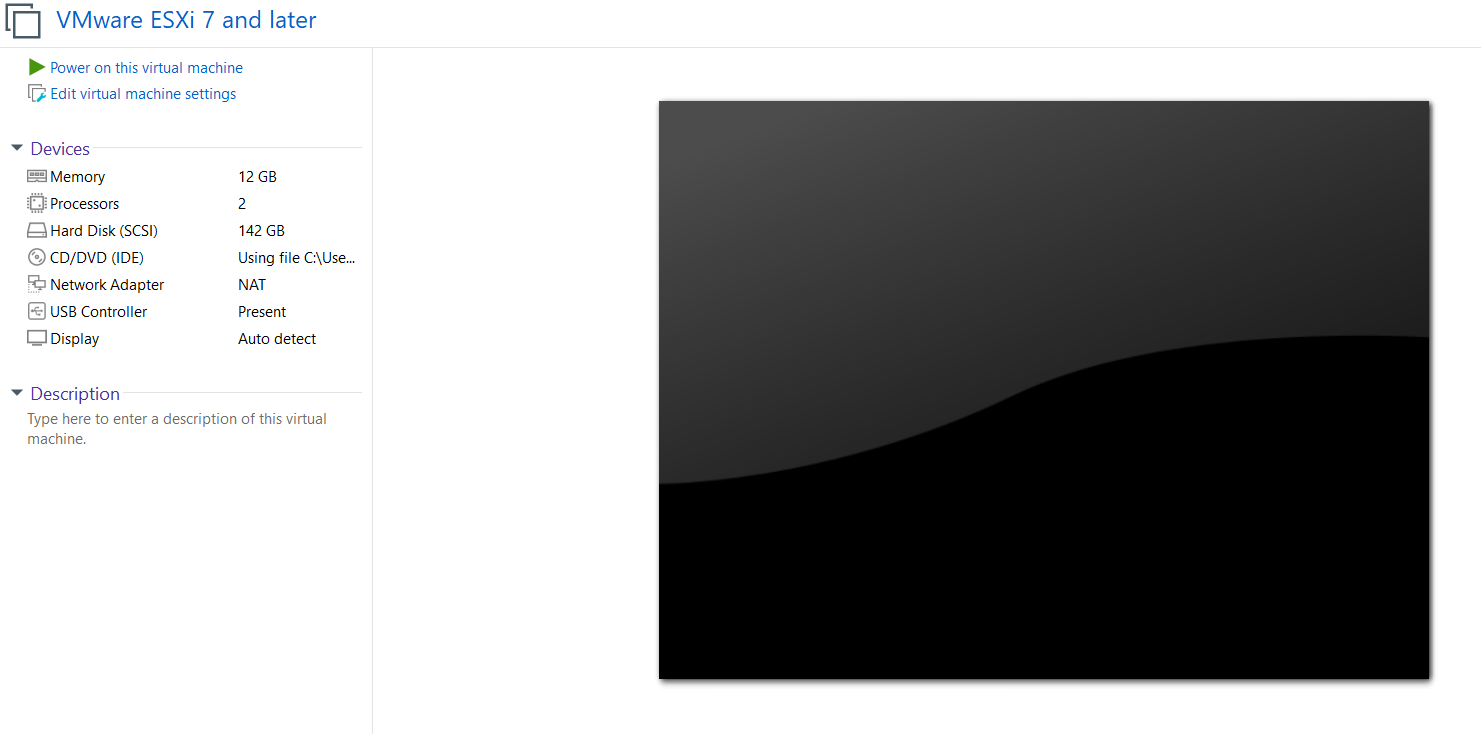 VMware ESXi 7 and later
Power on this virtual machine
Edit virtual machine settings
Devices
Memory 12 GB
Processors 2
Hard Disk (SCSI) 142 GB
CD/DVD (IDE) Using file C:\Use...
Network Adapter NAT
USB Controller Present
Display Auto detect
Description
Type here to enter a description of this virtual
machine.